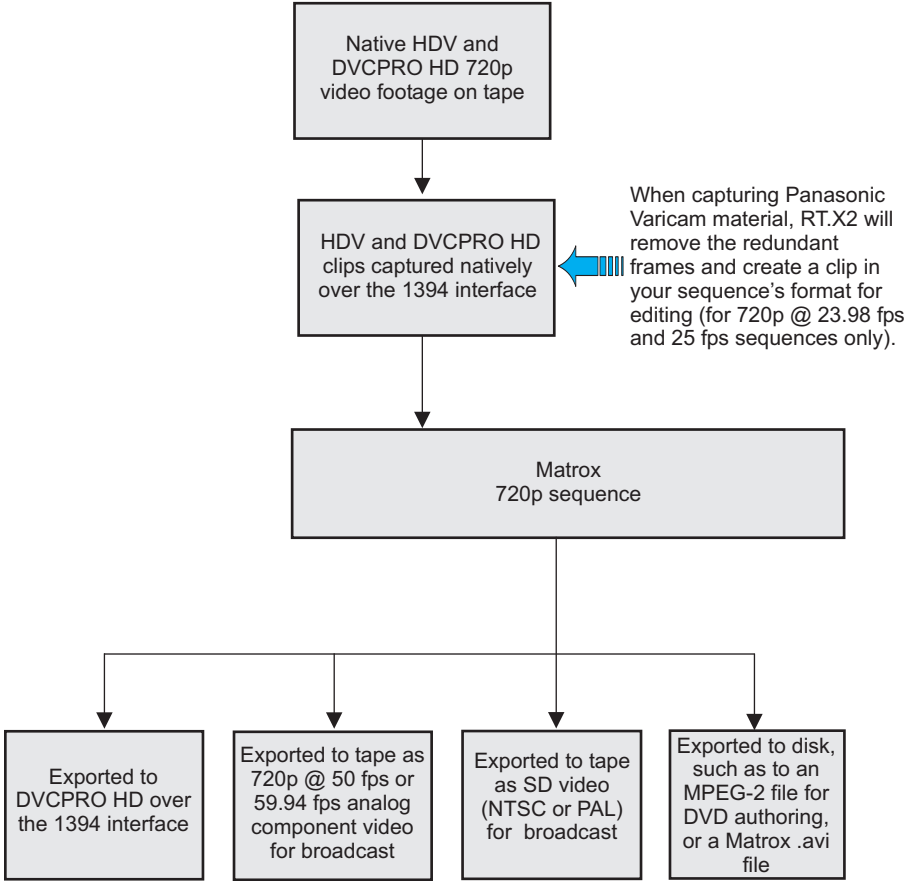 Native HDV and
DVCPRO HD 720p
video footage on tape
When capturing Panasonic
Varicam material, RT.X2 will
remove the redundant
frames and create a clip in
your sequence's format for
editing (for 720p @ 23.98 fps
and 25 fps sequences only).
HDV and DVCPRO HD
clips captured natively
over the 1394 interface
Matrox
720p sequence
Exported to
DVCPRO HD over
the 1394 interface
Exported to tape as
720p @ 50 fps or
59.94 fps analog
component video
for broadcast
Exported to tape
as SD video
(NTSC or PAL)
for broadcast
Exported to disk,
such as to an
MPEG-2 file for
DVD authoring,
or a Matrox .avi
file